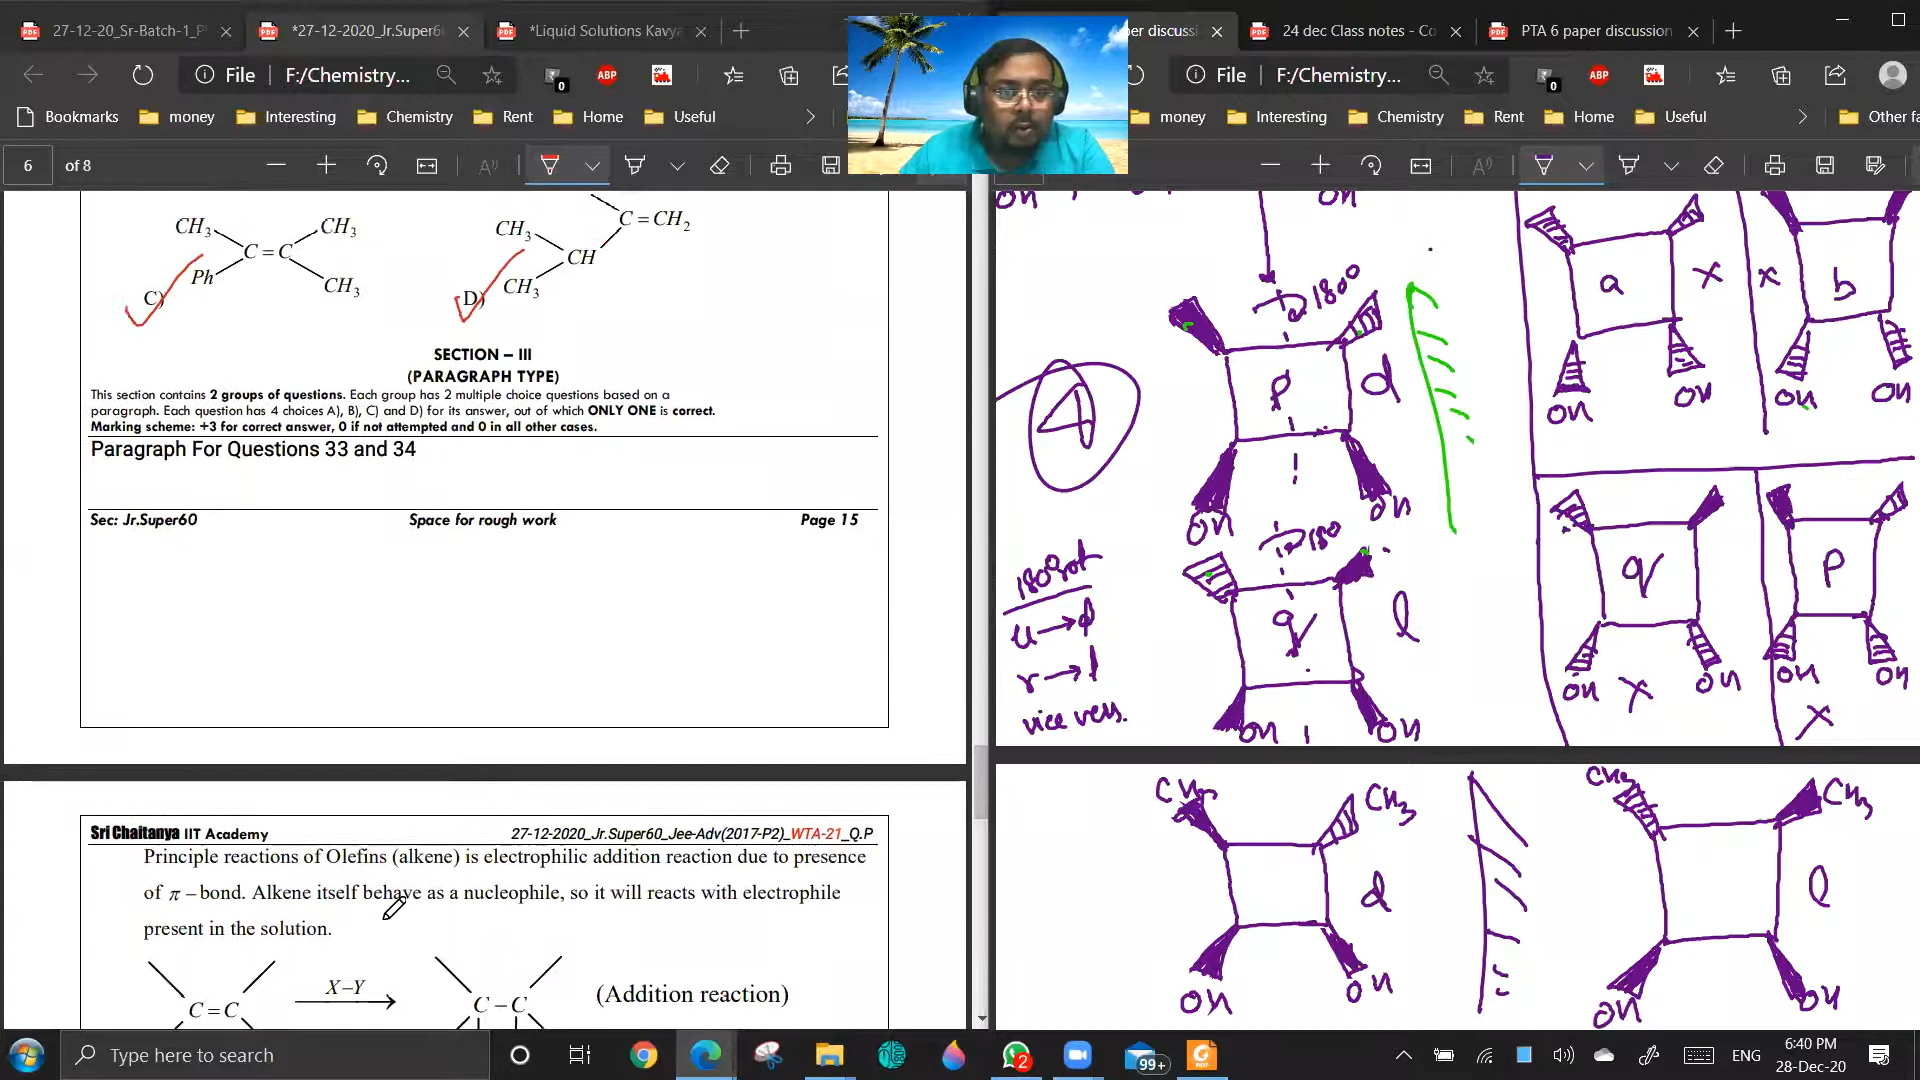 27-12-20_Sr-Batch-1_P
*27-12-2020_Jr.Super6
*Liquid Solutions Kavya
File F:/Chemistry...
0
ABP
Bookmarks money Interesting Chemistry Rent Home Useful
6 of 8
CH3 CH3
C = C
Ph CH3
C)
C = CH2
CH3
CH
CH3
D)
SECTION – III
(PARAGRAPH TYPE)
This section contains 2 groups of questions. Each group has 2 multiple choice questions based on a
paragraph. Each question has 4 choices A), B), C) and D) for its answer, out of which ONLY ONE is correct.
Marking scheme: +3 for correct answer, 0 if not attempted and 0 in all other cases.
Paragraph For Questions 33 and 34
Sec: Jr.Super60 Space for rough work Page 15
Sri Chaitanya IIT Academy 27-12-2020_Jr.Super60_Jee-Adv(2017-P2)_WTA-21_Q.P
Principle reactions of Olefins (alkene) is electrophilic addition reaction due to presence
of π – bond. Alkene itself behave as a nucleophile, so it will reacts with electrophile
present in the solution.
C = C X–Y C – C (Addition reaction)
er discussi
24 dec Class notes - Co
PTA 6 paper discussion
File F:/Chemistry...
0
ABP
money Interesting Chemistry Rent Home Useful Other fa
OH OH
180°
p d
4
OH OH
180
q l
OH OH
180° rot
u → d
r → l
vice vers.
a x
OH OH
x b
OH OH
q
OH x OH
p
OH OH
x
CH3 CH3
d
OH OH
CH3 CH3
l
OH OH
Type here to search
2
99+
ENG
6:40 PM
28-Dec-20